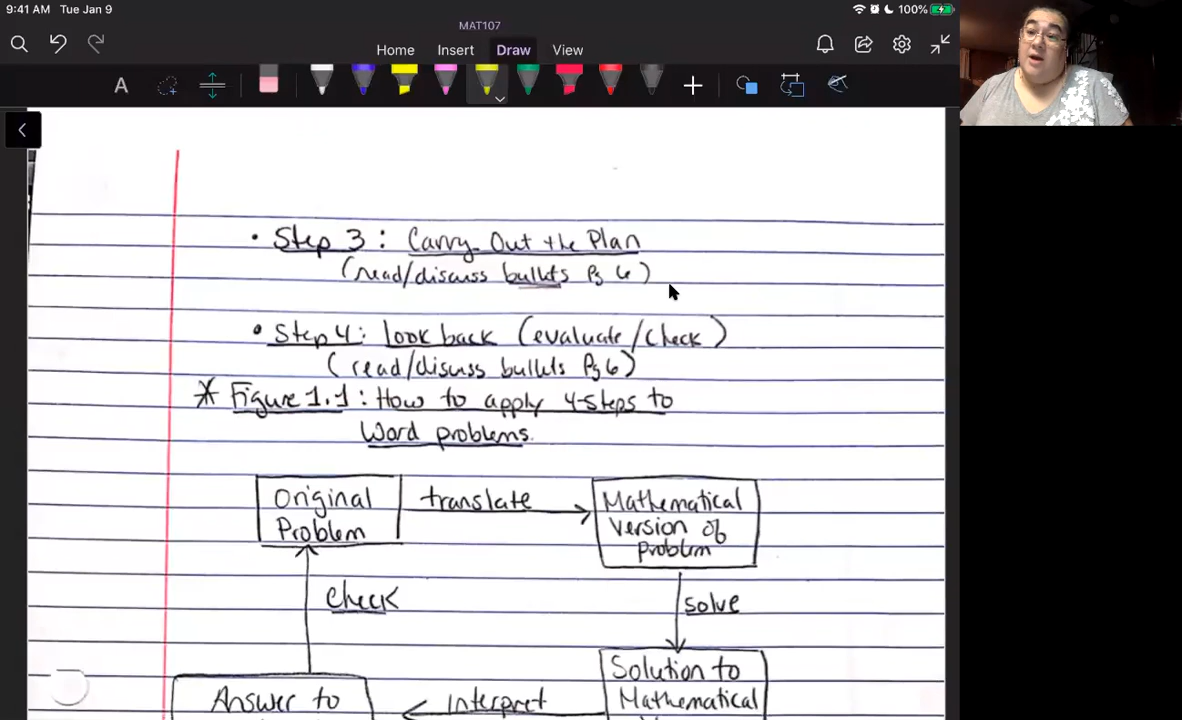 9:41 AM Tue Jan 9
100%
MAT107
Home Insert Draw View
A
• Step 3 : Carry Out the Plan
(read/discuss bullets Pg 6)
• Step 4: Look back (evaluate/check)
(read/discuss bullets Pg 6)
* Figure 1.1 : How to apply 4-steps to
Word problems.
Original
Problem
translate
Mathematical
version of
problem
check
solve
Answer to
interpret
Solution to
Mathematical